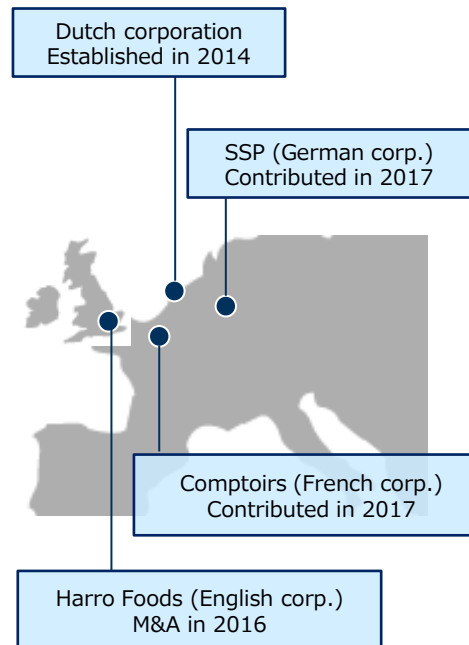 Dutch corporation
Established in 2014
SSP (German corp.)
Contributed in 2017
Comptoirs (French corp.)
Contributed in 2017
Harro Foods (English corp.)
M&A in 2016